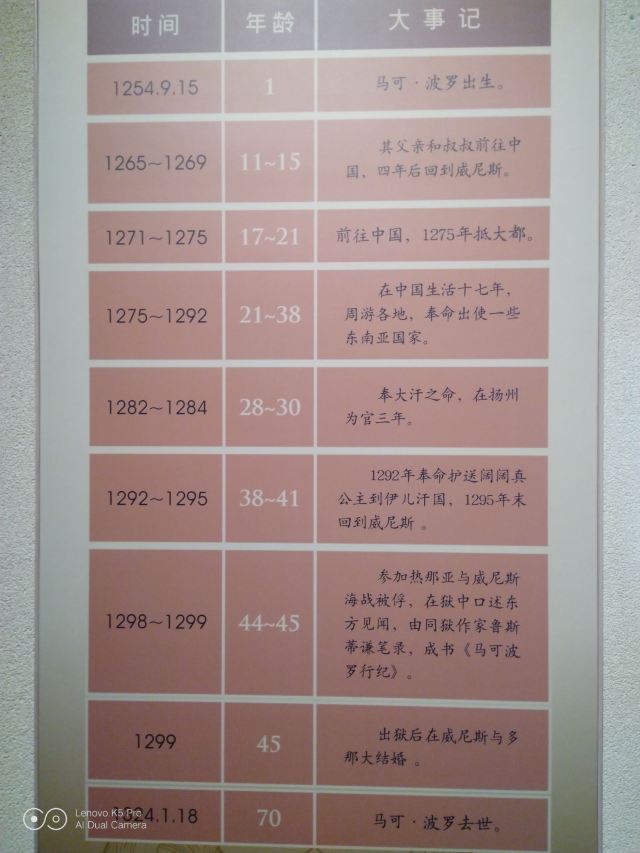 时间 年龄 大事记
1254.9.15 1 马可·波罗出生。
1265~1269 11~15 其父亲和叔叔前往中
国，四年后回到威尼斯。
1271~1275 17~21 前往中国，1275年抵大都。
1275~1292 21~38 在中国生活十七年，
周游各地，奉命出使一些
东南亚国家。
1282~1284 28~30 奉大汗之命，在扬州
为官三年。
1292~1295 38~41 1292年奉命护送阔阔真
公主到伊儿汗国，1295年末
回到威尼斯。
1298~1299 44~45 参加热那亚与威尼斯
海战被俘，在狱中口述东
方见闻，由同狱作家鲁斯
蒂谦笔录，成书《马可波
罗行纪》。
1299 45 出狱后在威尼斯与多
那大结婚。
1324.1.18 70 马可·波罗去世。
Lenovo K5 Pro
AI Dual Camera